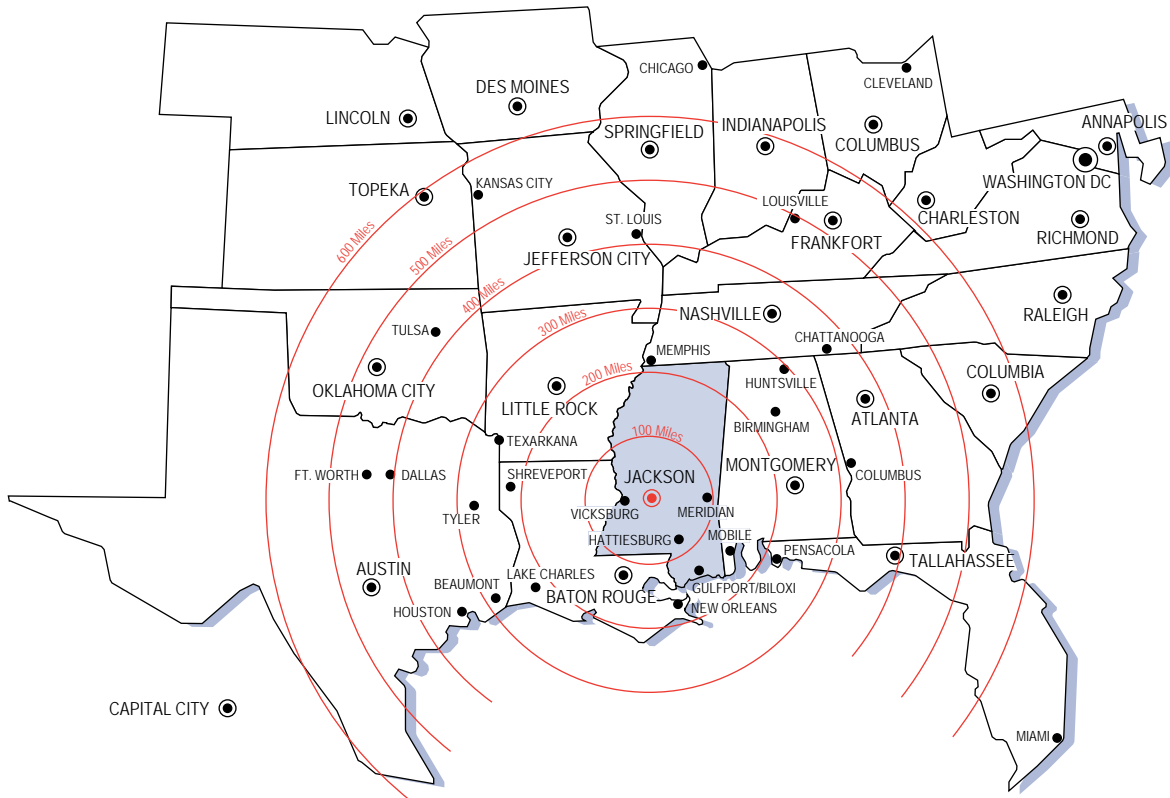 CHICAGO
CLEVELAND
DES MOINES
LINCOLN
SPRINGFIELD
INDIANAPOLIS
COLUMBUS
ANNAPOLIS
WASHINGTON DC
TOPEKA
KANSAS CITY
ST. LOUIS
LOUISVILLE
CHARLESTON
RICHMOND
JEFFERSON CITY
FRANKFORT
600 Miles
500 Miles
400 Miles
300 Miles
200 Miles
100 Miles
NASHVILLE
RALEIGH
TULSA
CHATTANOOGA
MEMPHIS
HUNTSVILLE
COLUMBIA
OKLAHOMA CITY
LITTLE ROCK
ATLANTA
BIRMINGHAM
TEXARKANA
FT. WORTH
DALLAS
SHREVEPORT
JACKSON
MONTGOMERY
COLUMBUS
TYLER
VICKSBURG
MERIDIAN
HATTIESBURG
MOBILE
PENSACOLA
TALLAHASSEE
AUSTIN
BEAUMONT
LAKE CHARLES
BATON ROUGE
GULFPORT/BILOXI
HOUSTON
NEW ORLEANS
CAPITAL CITY
MIAMI